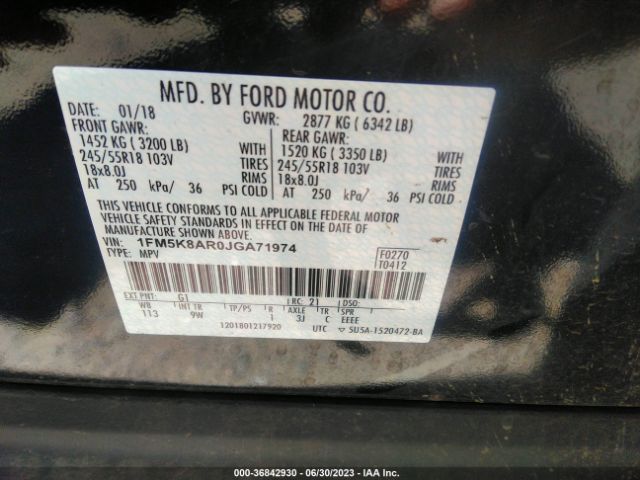 MFD. BY FORD MOTOR CO.
DATE: 01/18 GVWR: 2877 KG ( 6342 LB)
FRONT GAWR: REAR GAWR:
1452 KG ( 3200 LB) WITH 1520 KG ( 3350 LB) WITH
245/55R18 103V TIRES 245/55R18 103V TIRES
18x8.0J RIMS 18x8.0J RIMS
AT 250 kPa/ 36 PSI COLD AT 250 kPa/ 36 PSI COLD
THIS VEHICLE CONFORMS TO ALL APPLICABLE FEDERAL MOTOR
VEHICLE SAFETY STANDARDS IN EFFECT ON THE DATE OF
MANUFACTURE SHOWN ABOVE.
VIN: 1FM5K8AR0JGA71974 F0270
TYPE: MPV T0412
EXT PNT: G1 RC: 21 DSO:
WB INT TR TP/PS R AXLE TR SPR
113 9W 1 3J C EEEE
1201801217920 UTC ▽ 5U5A-1520472-BA
000-36842930 - 06/30/2023 - IAA Inc.